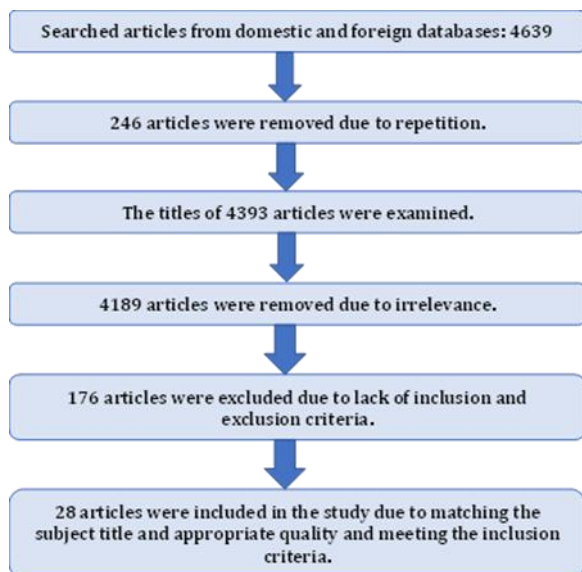 Searched articles from domestic and foreign databases: 4639
246 articles were removed due to repetition.
The titles of 4393 articles were examined.
4189 articles were removed due to irrelevance.
176 articles were excluded due to lack of inclusion and
exclusion criteria.
28 articles were included in the study due to matching the
subject title and appropriate quality and meeting the inclusion
criteria.